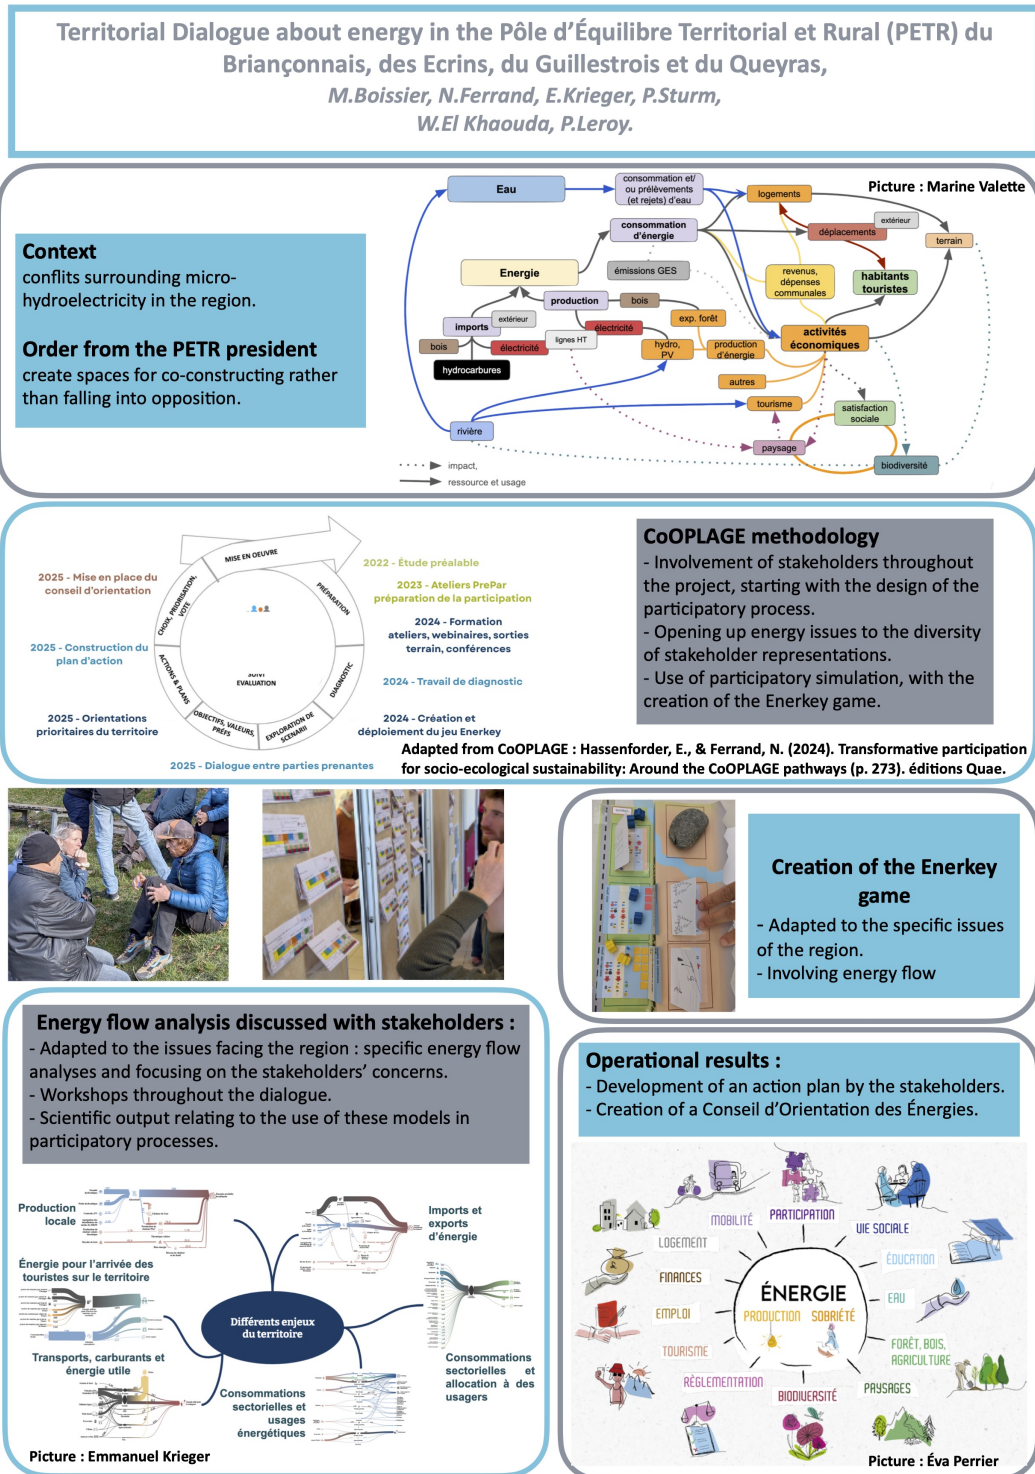 Territorial Dialogue about energy in the Pôle d'Équilibre Territorial et Rural (PETR) du
Briançonnais, des Ecrins, du Guillestrois et du Queyras,
M.Boissier, N.Ferrand, E.Krieger, P.Sturm,
W.El Khaouda, P.Leroy.
Context
conflits surrounding micro-
hydroelectricity in the region.
Order from the PETR president
create spaces for co-constructing rather
than falling into opposition.
Picture : Marine Valette
Eau
consommation et/
ou prélèvements
(et rejets) d'eau
logements
consommation
d'énergie
déplacements
extérieur
terrain
Energie
émissions GES
revenus,
dépenses
communales
habitants
touristes
production
bois
imports
extérieur
électricité
exp. forêt
activités
économiques
lignes HT
bois
électricité
hydro,
PV
production
d'énergie
hydrocarbures
autres
tourisme
satisfaction
sociale
rivière
paysage
biodiversité
impact,
ressource et usage
MISE EN OEUVRE
PRÉPARATION
DIAGNOSTIC
EXPLORATION DE
SCENARII
OBJECTIFS, VALEURS,
PRÉFS
ACTIONS & PLANS
CHOIX, PRIORISATION,
VOTE
SUIVI
EVALUATION
2022 - Étude préalable
2023 - Ateliers PrePar
préparation de la participation
2024 - Formation
ateliers, webinaires, sorties
terrain, conférences
2024 - Travail de diagnostic
2024 - Création et
déploiement du jeu Enerkey
2025 - Dialogue entre parties prenantes
2025 - Orientations
prioritaires du territoire
2025 - Construction du
plan d'action
2025 - Mise en place du
conseil d'orientation
CoOPLAGE methodology
- Involvement of stakeholders throughout
the project, starting with the design of the
participatory process.
- Opening up energy issues to the diversity
of stakeholder representations.
- Use of participatory simulation, with the
creation of the Enerkey game.
Adapted from CoOPLAGE : Hassenforder, E., & Ferrand, N. (2024). Transformative participation
for socio-ecological sustainability: Around the CoOPLAGE pathways (p. 273). éditions Quae.
Creation of the Enerkey
game
- Adapted to the specific issues
of the region.
- Involving energy flow
Energy flow analysis discussed with stakeholders :
- Adapted to the issues facing the region : specific energy flow
analyses and focusing on the stakeholders' concerns.
- Workshops throughout the dialogue.
- Scientific output relating to the use of these models in
participatory processes.
Production
locale
Imports et
exports
d'énergie
Énergie pour l'arrivée des
touristes sur le territoire
Différents enjeux
du territoire
Transports, carburants et
énergie utile
Consommations
sectorielles et
allocation à des
usagers
Consommations
sectorielles et
usages
énergétiques
Picture : Emmanuel Krieger
Operational results :
- Development of an action plan by the stakeholders.
- Creation of a Conseil d'Orientation des Énergies.
MOBILITÉ
PARTICIPATION
VIE SOCIALE
LOGEMENT
ÉDUCATION
FINANCES
ÉNERGIE
PRODUCTION SOBRIÉTÉ
EAU
EMPLOI
TOURISME
FORÊT, BOIS,
AGRICULTURE
RÈGLEMENTATION
BIODIVERSITÉ
PAYSAGES
Picture : Éva Perrier